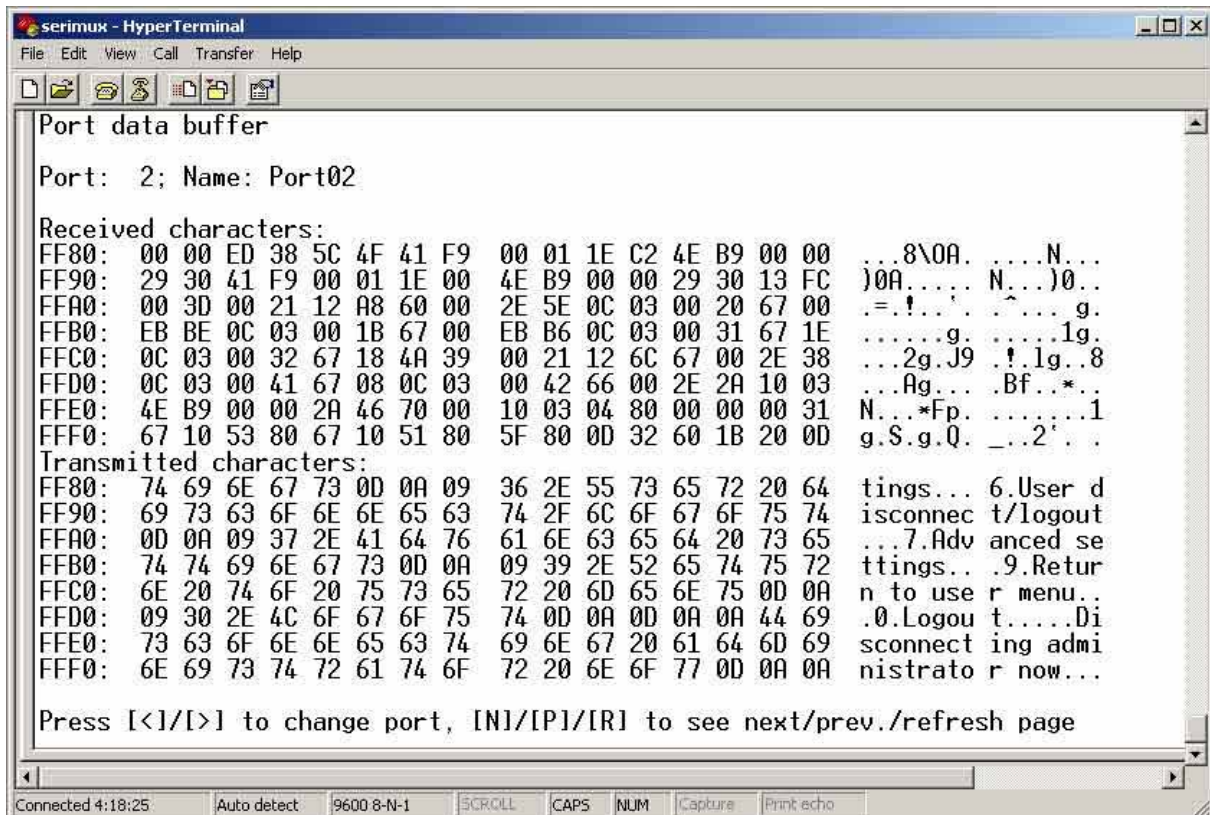 serimux - HyperTerminal
File Edit View Call Transfer Help
Port data buffer
Port:  2; Name: Port02
Received characters:
FF80:  00 00 ED 38 5C 4F 41 F9  00 01 1E C2 4E B9 00 00  ...8\OA. ....N...
FF90:  29 30 41 F9 00 01 1E 00  4E B9 00 00 29 30 13 FC  )0A..... N...)0..
FFA0:  00 3D 00 21 12 A8 60 00  2E 5E 0C 03 00 20 67 00  .=.!..`. .^... g.
FFB0:  EB BE 0C 03 00 1B 67 00  EB B6 0C 03 00 31 67 1E  ......g. .....1g.
FFC0:  0C 03 00 32 67 18 4A 39  00 21 12 6C 67 00 2E 38  ...2g.J9 .!.lg..8
FFD0:  0C 03 00 41 67 08 0C 03  00 42 66 00 2E 2A 10 03  ...Ag... .Bf..*..
FFE0:  4E B9 00 00 2A 46 70 00  10 03 04 80 00 00 00 31  N...*Fp. .......1
FFF0:  67 10 53 80 67 10 51 80  5F 80 0D 32 60 1B 20 0D  g.S.g.Q. _..2`. .
Transmitted characters:
FF80:  74 69 6E 67 73 0D 0A 09  36 2E 55 73 65 72 20 64  tings... 6.User d
FF90:  69 73 63 6F 6E 6E 65 63  74 2F 6C 6F 67 6F 75 74  isconnec t/logout
FFA0:  0D 0A 09 37 2E 41 64 76  61 6E 63 65 64 20 73 65  ...7.Adv anced se
FFB0:  74 74 69 6E 67 73 0D 0A  09 39 2E 52 65 74 75 72  ttings.. .9.Retur
FFC0:  6E 20 74 6F 20 75 73 65  72 20 6D 65 6E 75 0D 0A  n to use r menu..
FFD0:  09 30 2E 4C 6F 67 6F 75  74 0D 0A 0D 0A 0A 44 69  .0.Logou t.....Di
FFE0:  73 63 6F 6E 6E 65 63 74  69 6E 67 20 61 64 6D 69  sconnect ing admi
FFF0:  6E 69 73 74 72 61 74 6F  72 20 6E 6F 77 0D 0A 0A  nistrato r now...
Press [<]/[>] to change port, [N]/[P]/[R] to see next/prev./refresh page
Connected 4:18:25 Auto detect 9600 8-N-1 SCROLL CAPS NUM Capture Print echo